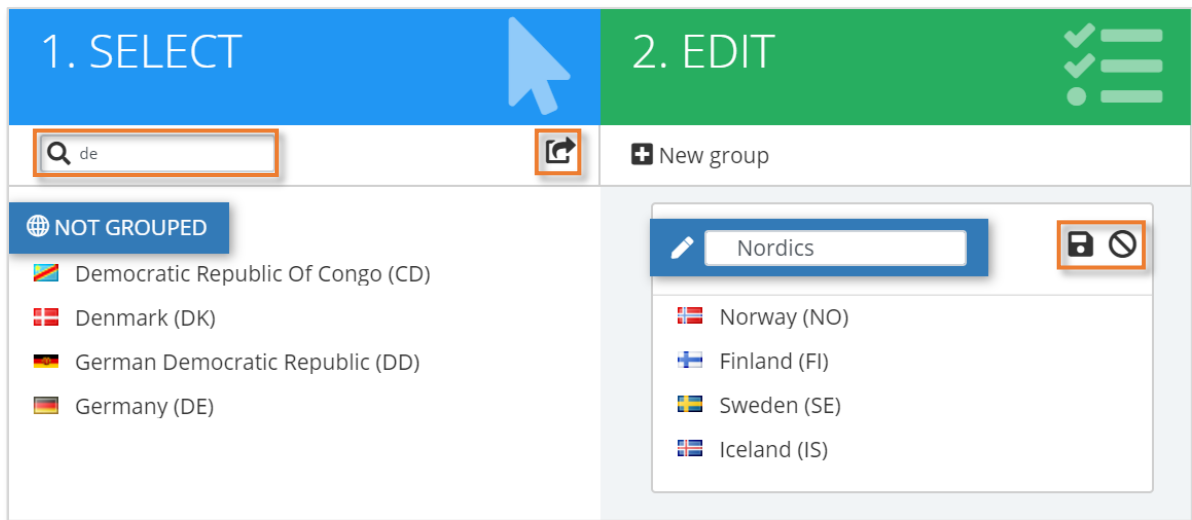 1. SELECT
de
NOT GROUPED
Democratic Republic Of Congo (CD)
Denmark (DK)
German Democratic Republic (DD)
Germany (DE)
2. EDIT
New group
Nordics
Norway (NO)
Finland (FI)
Sweden (SE)
Iceland (IS)